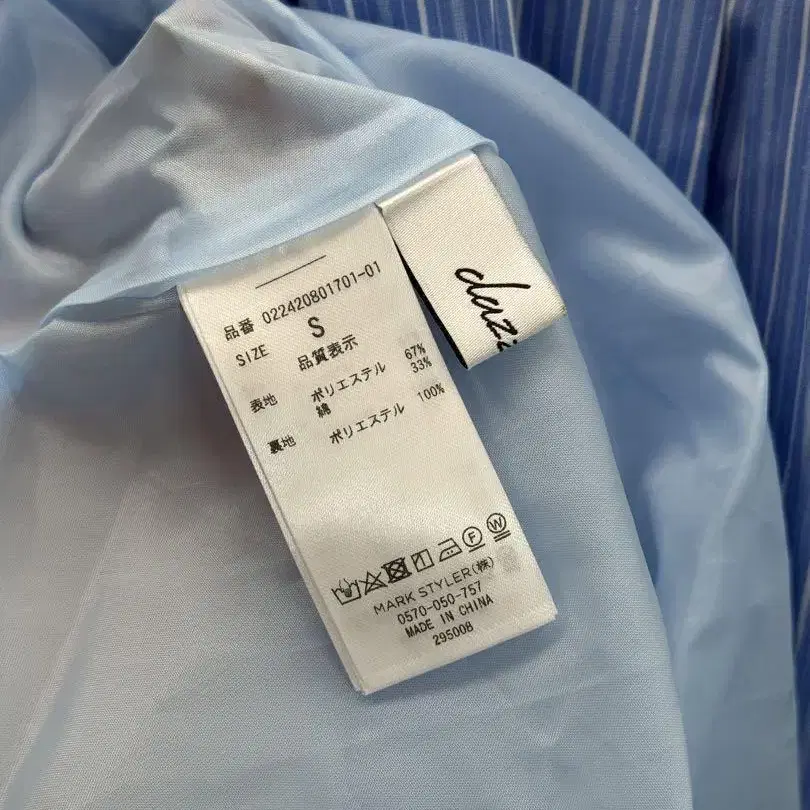 品番 022420801701-01
SIZE S
品質表示
表地 ポリエステル 67%
綿 33%
裏地 ポリエステル 100%
F W
MARK STYLER(株)
0570-050-757
MADE IN CHINA
295008